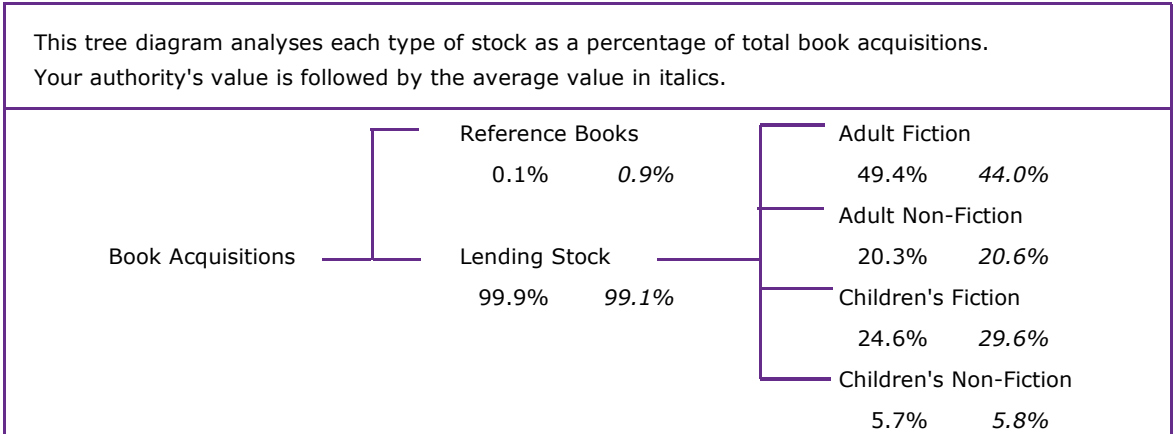 This tree diagram analyses each type of stock as a percentage of total book acquisitions.
Your authority's value is followed by the average value in italics.
Reference Books
0.1% 0.9%
Book Acquisitions
Lending Stock
99.9% 99.1%
Adult Fiction
49.4% 44.0%
Adult Non-Fiction
20.3% 20.6%
Children's Fiction
24.6% 29.6%
Children's Non-Fiction
5.7% 5.8%